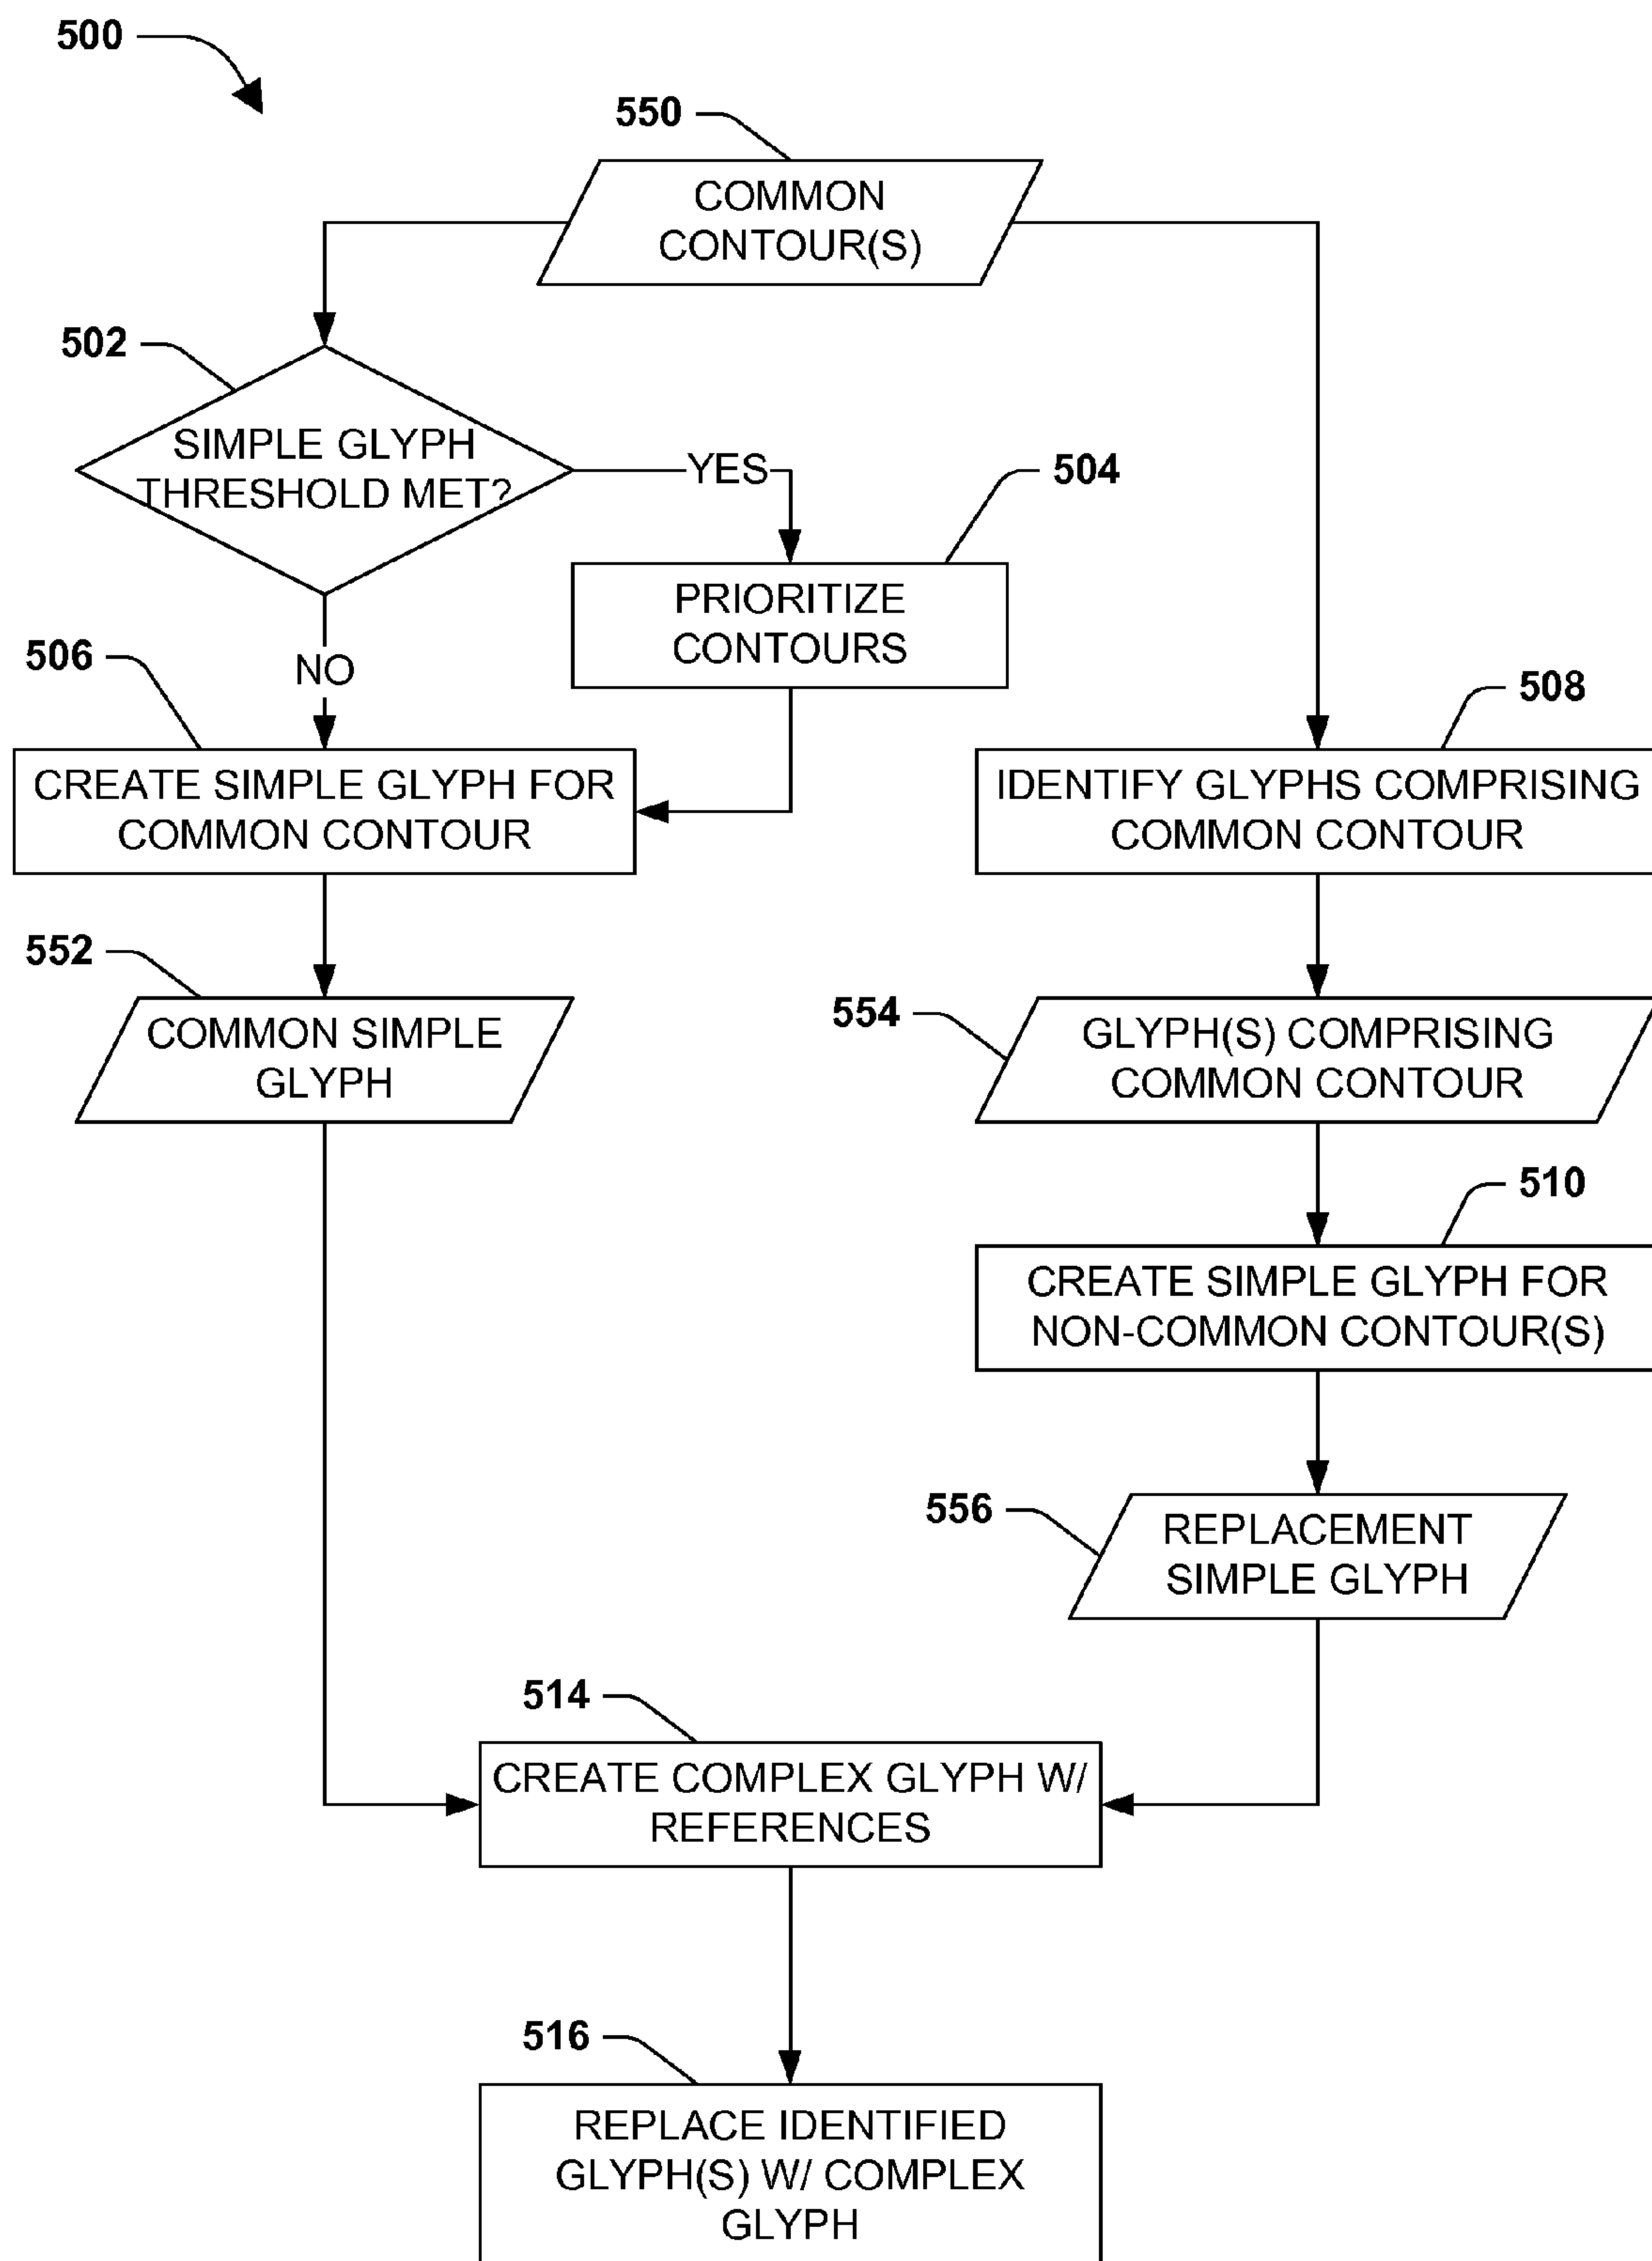 500
550
COMMON
CONTOUR(S)
502
SIMPLE GLYPH
THRESHOLD MET?
YES
504
PRIORITIZE
CONTOURS
506
NO
508
CREATE SIMPLE GLYPH FOR
COMMON CONTOUR
IDENTIFY GLYPHS COMPRISING
COMMON CONTOUR
552
COMMON SIMPLE
GLYPH
554
GLYPH(S) COMPRISING
COMMON CONTOUR
510
CREATE SIMPLE GLYPH FOR
NON-COMMON CONTOUR(S)
556
REPLACEMENT
SIMPLE GLYPH
514
CREATE COMPLEX GLYPH W/
REFERENCES
516
REPLACE IDENTIFIED
GLYPH(S) W/ COMPLEX
GLYPH